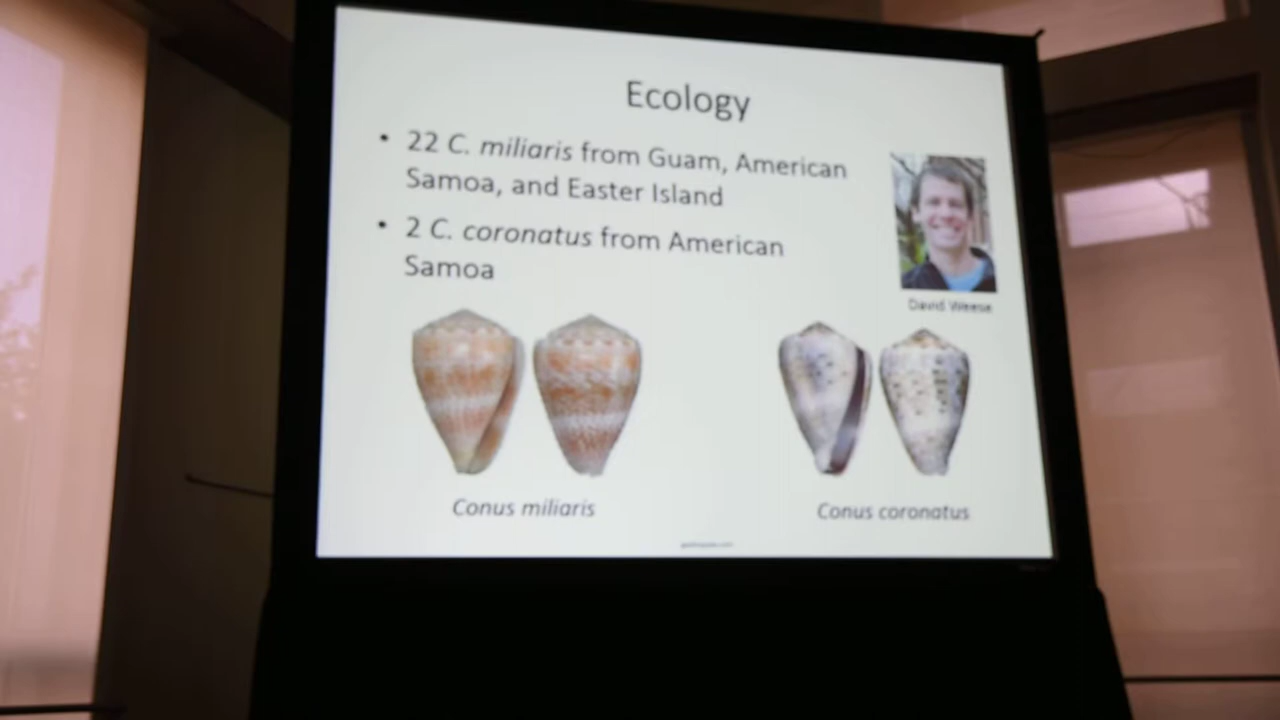 Ecology
• 22 C. miliaris from Guam, American
Samoa, and Easter Island
• 2 C. coronatus from American
Samoa
David Weese
Conus miliaris
Conus coronatus